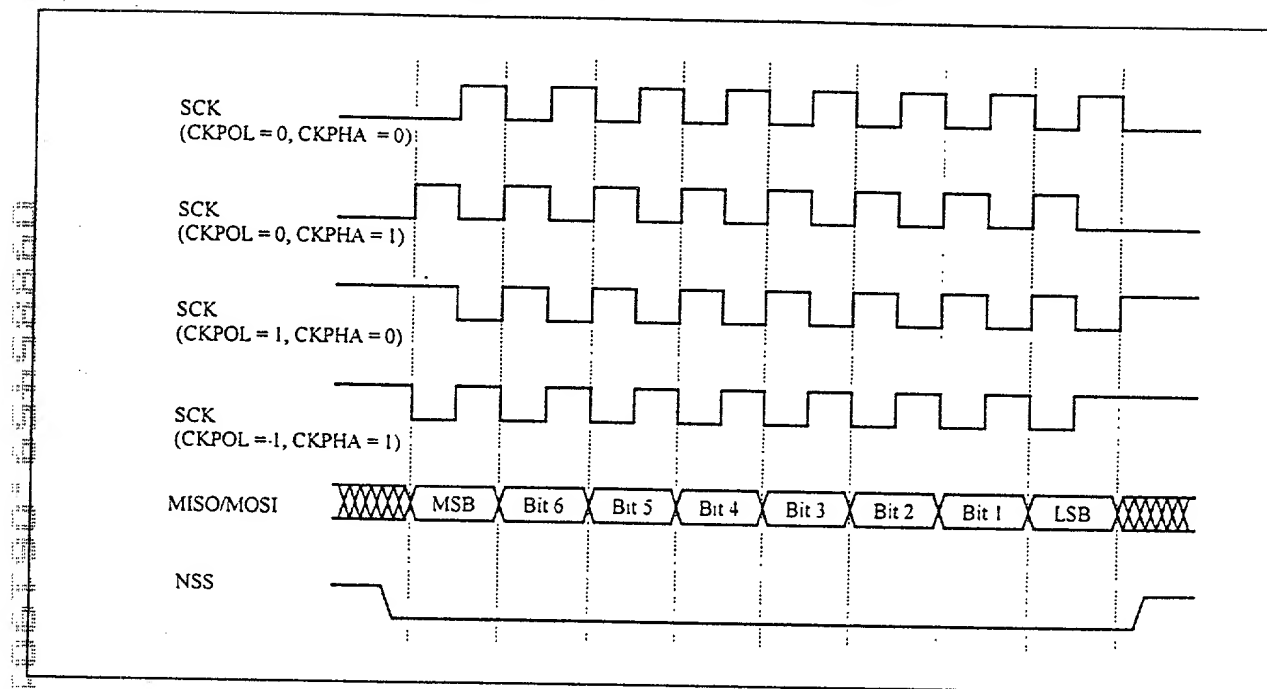 SCK
(CKPOL = 0, CKPHA = 0)
SCK
(CKPOL = 0, CKPHA = 1)
SCK
(CKPOL = 1, CKPHA = 0)
SCK
(CKPOL = 1, CKPHA = 1)
MISO/MOSI
MSB
Bit 6
Bit 5
Bit 4
Bit 3
Bit 2
Bit 1
LSB
NSS